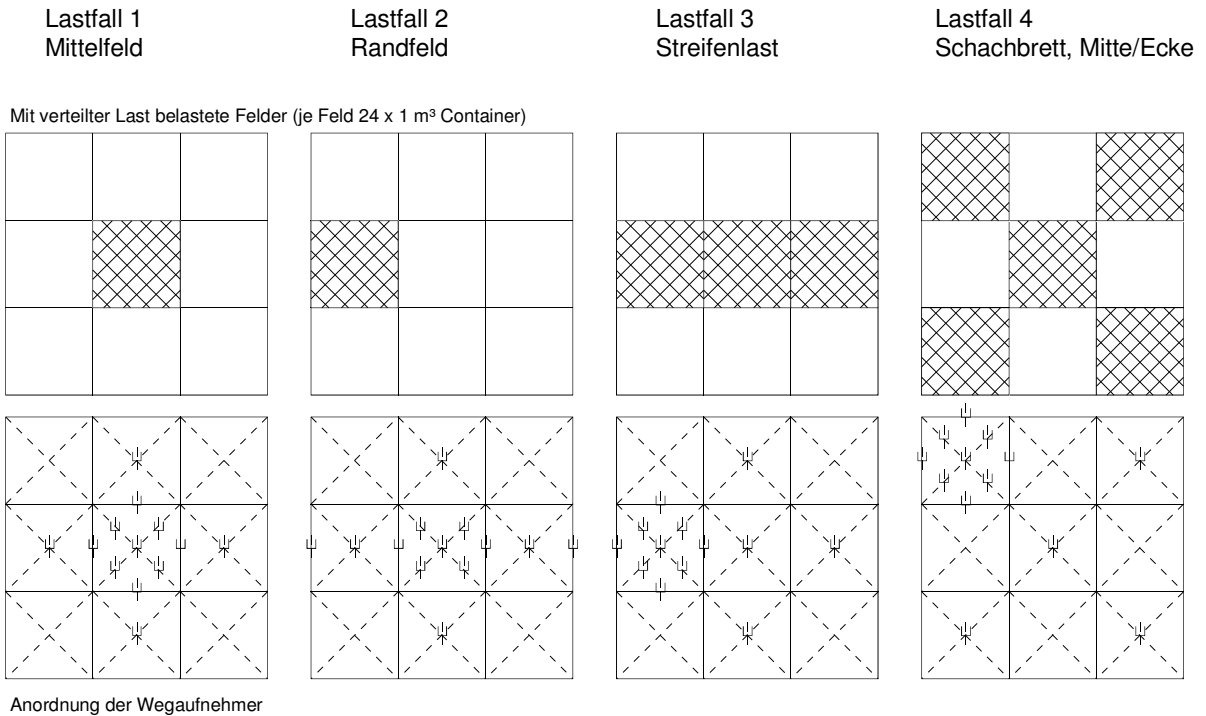 Lastfall 1
Mittelfeld
Lastfall 2
Randfeld
Lastfall 3
Streifenlast
Lastfall 4
Schachbrett, Mitte/Ecke
Mit verteilter Last belastete Felder (je Feld 24 x 1 m³ Container)
Anordnung der Wegaufnehmer